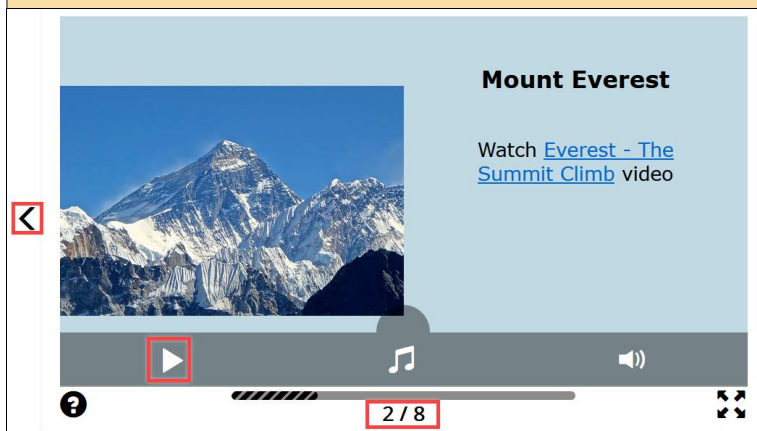 Mount Everest
Watch Everest - The
Summit Climb video
2 / 8